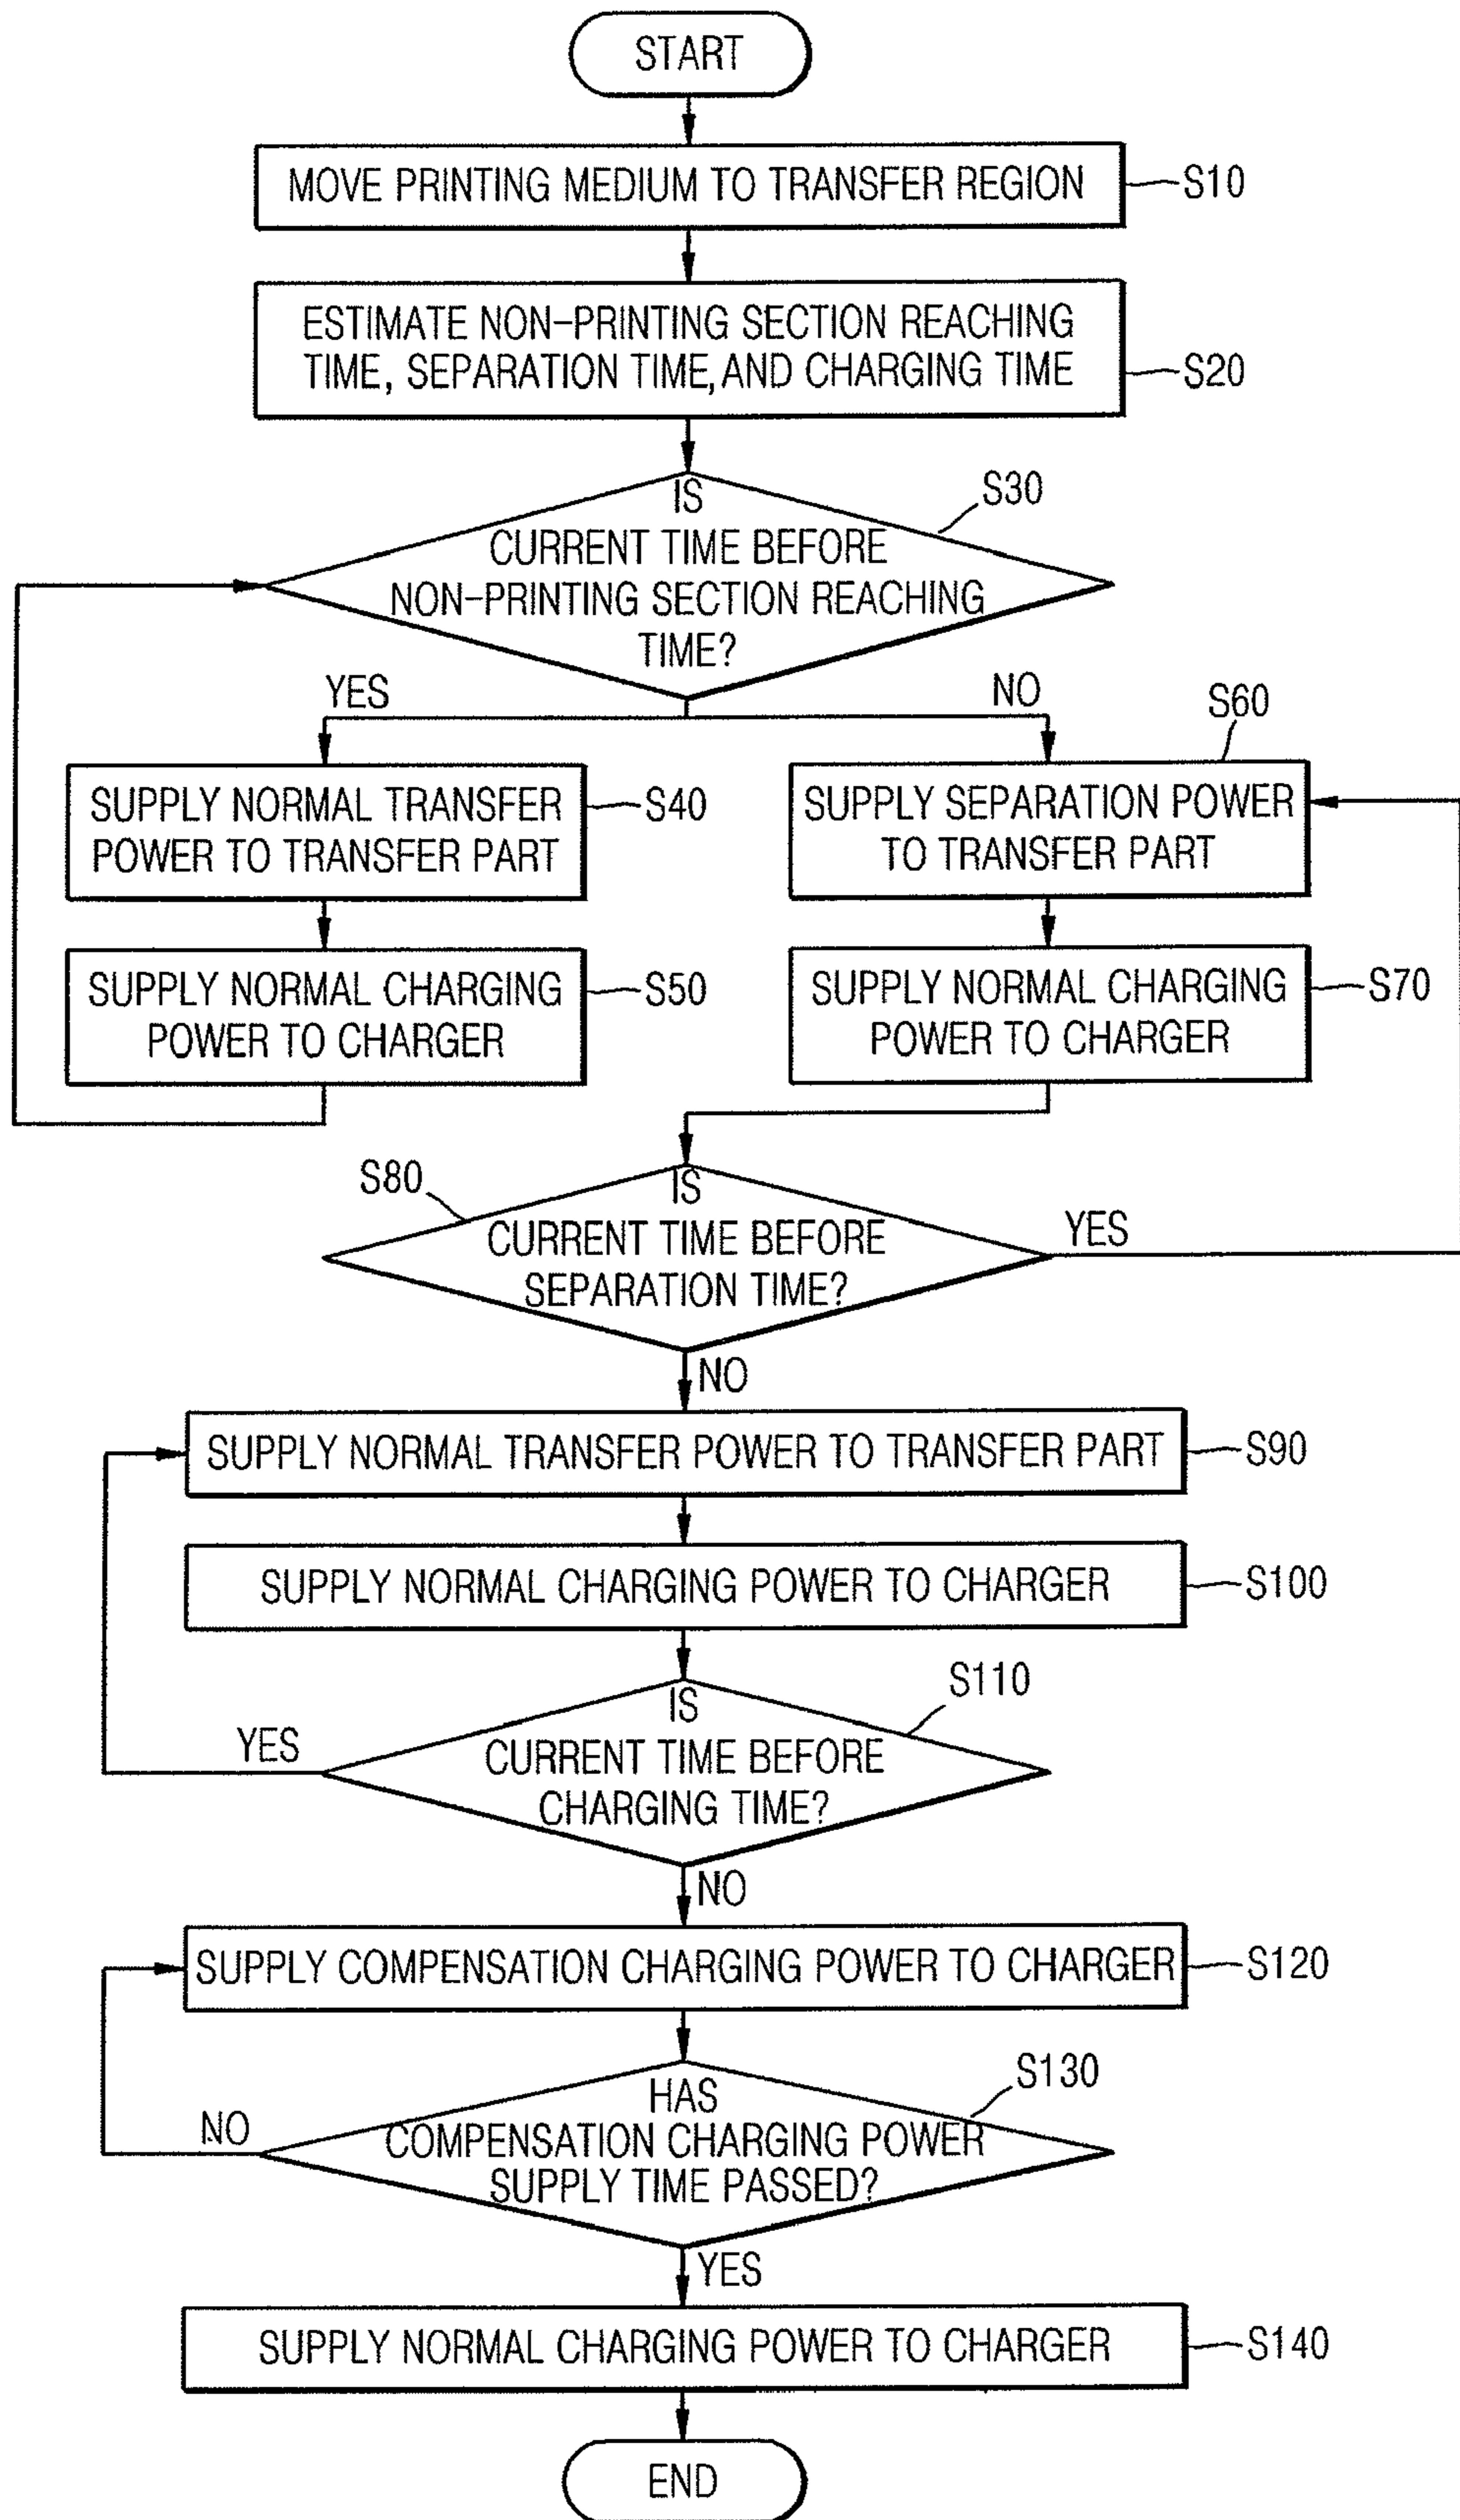 START
MOVE PRINTING MEDIUM TO TRANSFER REGION
S10
ESTIMATE NON-PRINTING SECTION REACHING
TIME, SEPARATION TIME, AND CHARGING TIME
S20
S30
IS
CURRENT TIME BEFORE
NON-PRINTING SECTION REACHING
TIME?
YES
NO
S60
SUPPLY NORMAL TRANSFER
POWER TO TRANSFER PART
S40
SUPPLY SEPARATION POWER
TO TRANSFER PART
SUPPLY NORMAL CHARGING
POWER TO CHARGER
S50
SUPPLY NORMAL CHARGING
POWER TO CHARGER
S70
S80
IS
CURRENT TIME BEFORE
SEPARATION TIME?
YES
NO
SUPPLY NORMAL TRANSFER POWER TO TRANSFER PART
S90
SUPPLY NORMAL CHARGING POWER TO CHARGER
S100
S110
IS
CURRENT TIME BEFORE
CHARGING TIME?
YES
NO
SUPPLY COMPENSATION CHARGING POWER TO CHARGER
S120
S130
HAS
COMPENSATION CHARGING POWER
SUPPLY TIME PASSED?
NO
YES
SUPPLY NORMAL CHARGING POWER TO CHARGER
S140
END